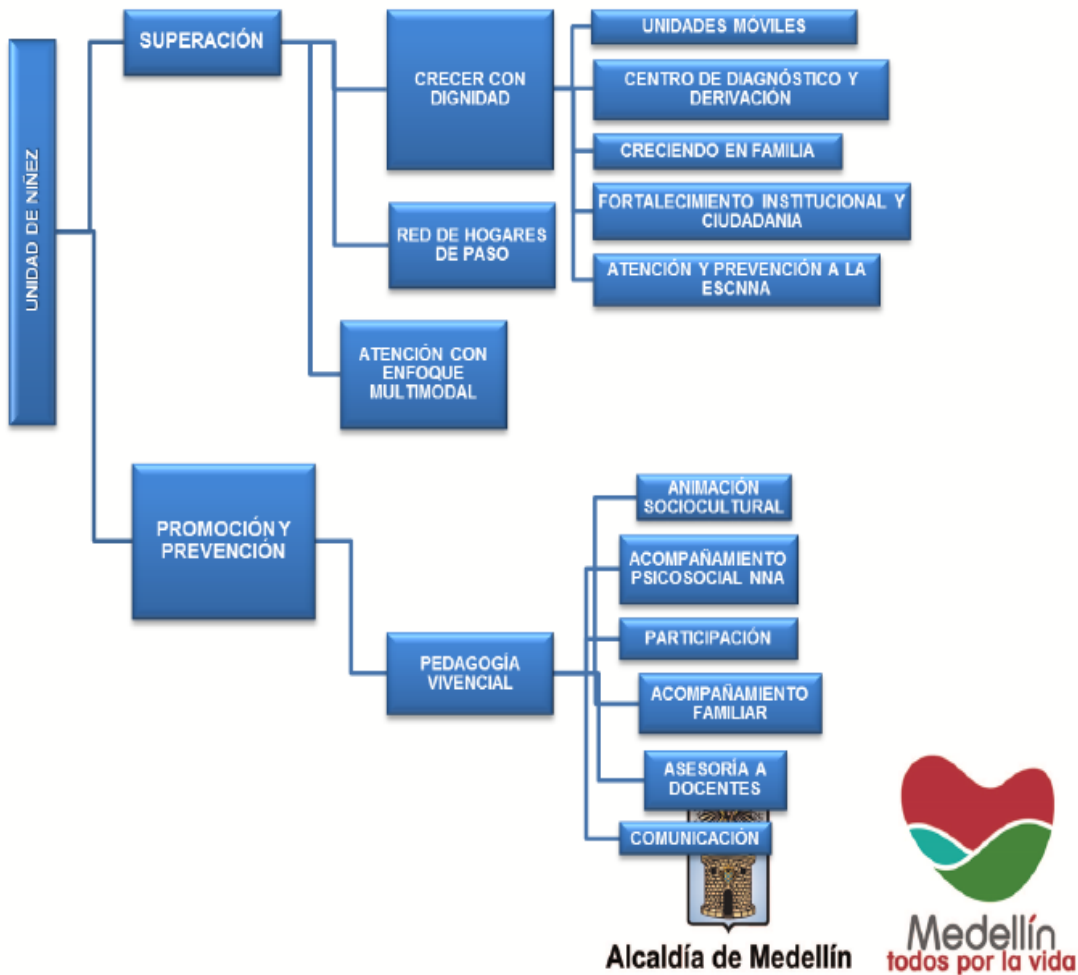 UNIDAD DE NIÑEZ
SUPERACIÓN
CRECER CON
DIGNIDAD
UNIDADES MÓVILES
CENTRO DE DIAGNÓSTICO Y
DERIVACIÓN
CRECIENDO EN FAMILIA
FORTALECIMIENTO INSTITUCIONAL Y
CIUDADANIA
ATENCIÓN Y PREVENCIÓN A LA
ESCNNA
RED DE HOGARES
DE PASO
ATENCIÓN CON
ENFOQUE
MULTIMODAL
PROMOCIÓN Y
PREVENCIÓN
PEDAGOGÍA
VIVENCIAL
ANIMACIÓN
SOCIOCULTURAL
ACOMPAÑAMIENTO
PSICOSOCIAL NNA
PARTICIPACIÓN
ACOMPAÑAMIENTO
FAMILIAR
ASESORÍA A
DOCENTES
COMUNICACIÓN
Alcaldía de Medellín
Medellín
todos por la vida